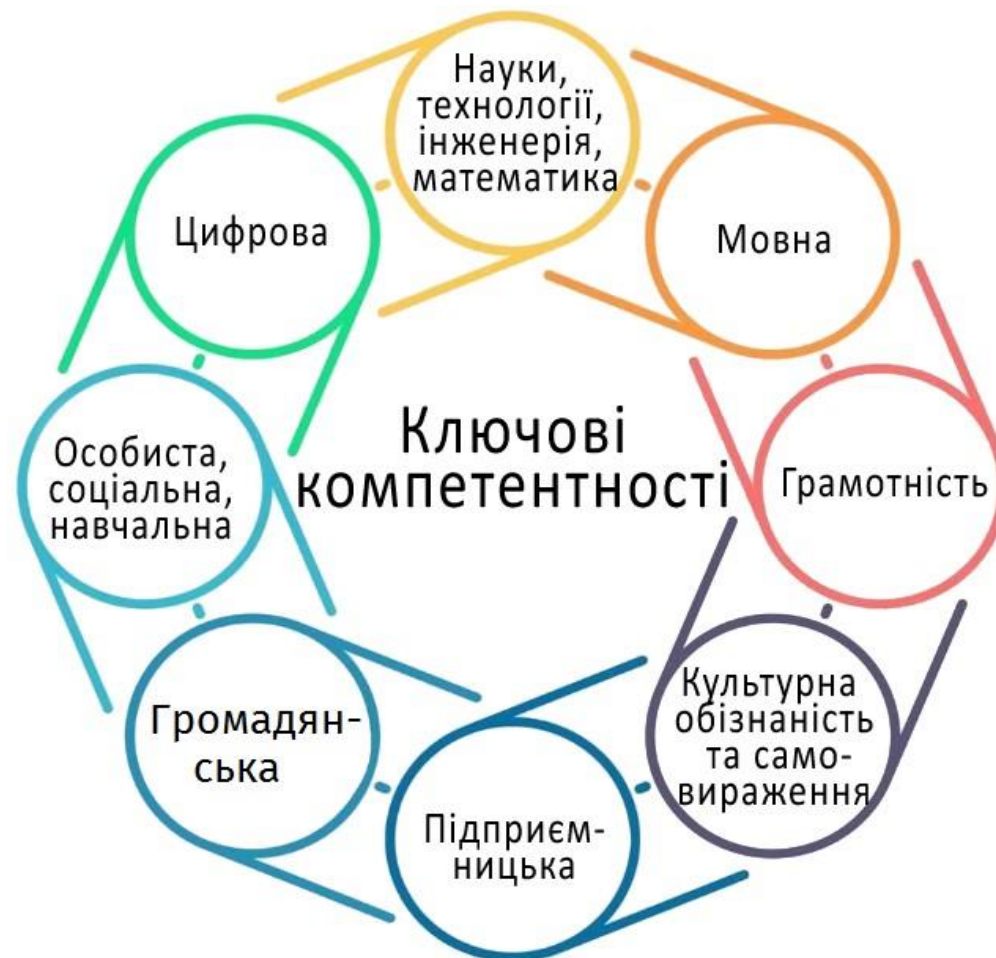 Науки,
технології,
інженерія,
математика
Мовна
Грамотність
Культурна
обізнаність
та само-
вираження
Підприєм-
ницька
Громадян-
ська
Особиста,
соціальна,
навчальна
Цифрова
Ключові
компетентності